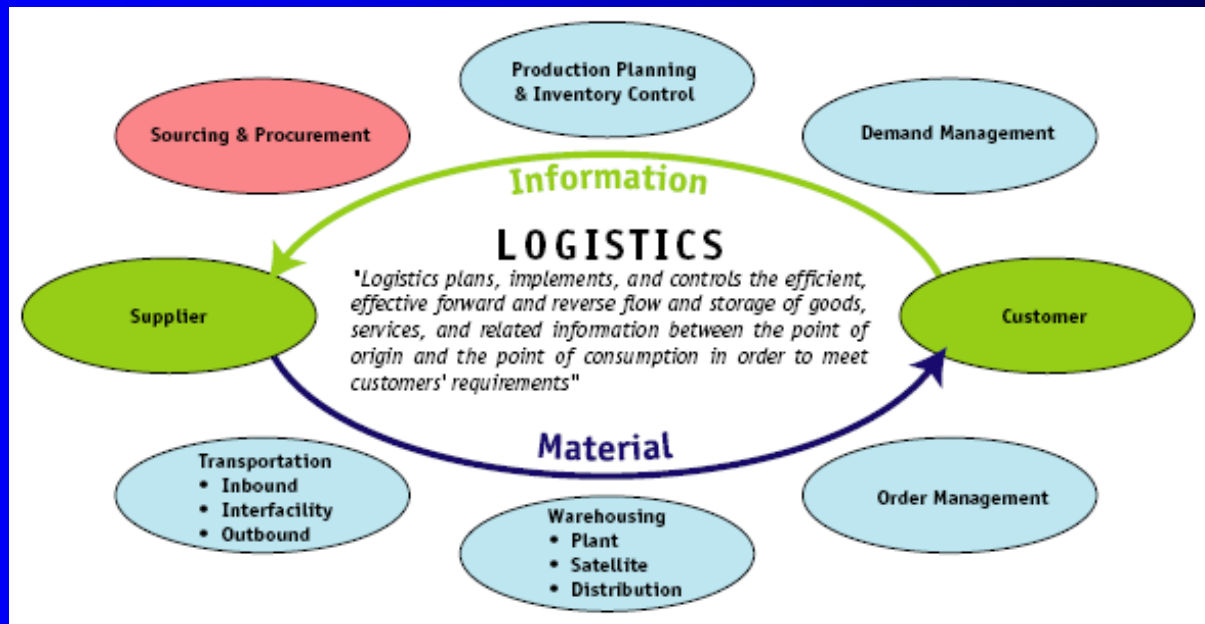 Production Planning
& Inventory Control
Sourcing & Procurement
Demand Management
Information
LOGISTICS
"Logistics plans, implements, and controls the efficient,
effective forward and reverse flow and storage of goods,
services, and related information between the point of
origin and the point of consumption in order to meet
customers' requirements"
Supplier
Customer
Material
Transportation
• Inbound
• Interfacility
• Outbound
Warehousing
• Plant
• Satellite
• Distribution
Order Management